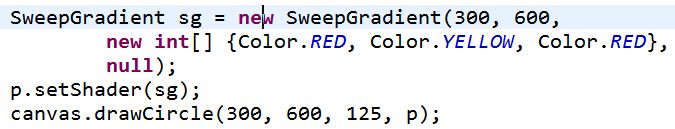 SweepGradient sg = new SweepGradient(300, 600,
new int[] {Color.RED, Color.YELLOW, Color.RED},
null);
p.setShader(sg);
canvas.drawCircle(300, 600, 125, p);